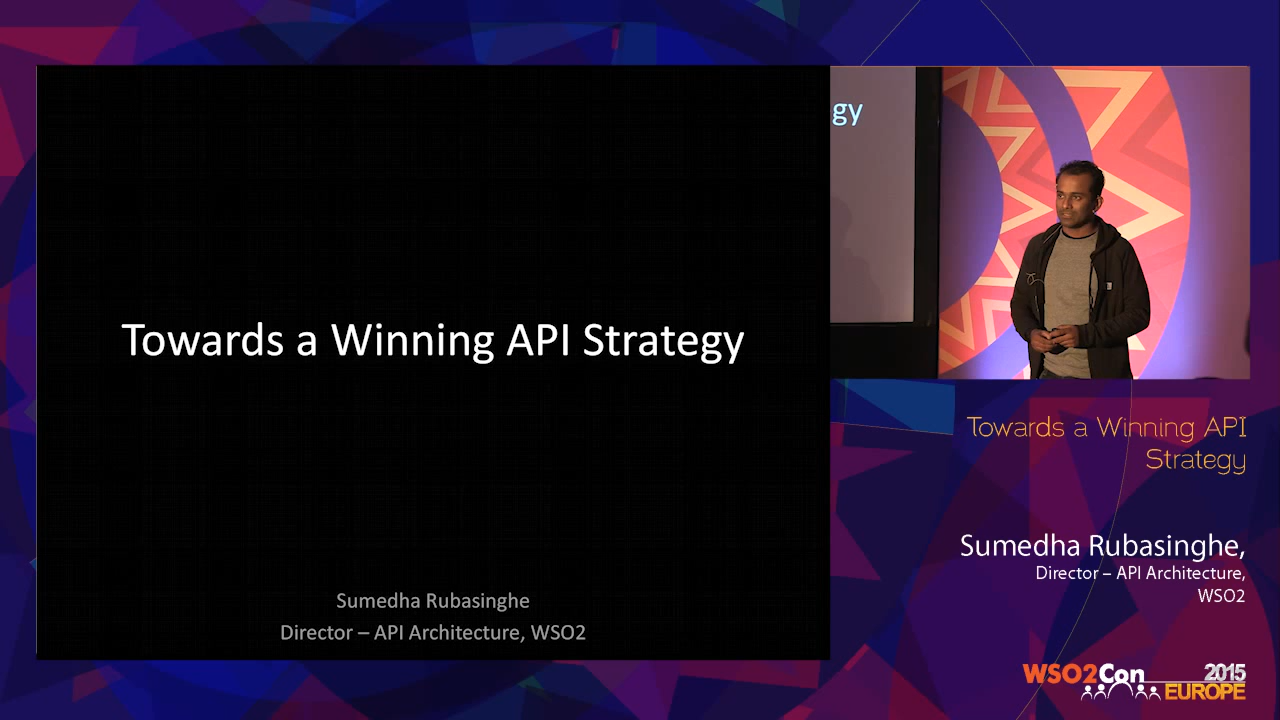 Towards a Winning API Strategy
Sumedha Rubasinghe
Director – API Architecture, WSO2
gy
Towards a Winning API
Strategy
Sumedha Rubasinghe,
Director – API Architecture,
WSO2
WSO2Con 2015
EUROPE